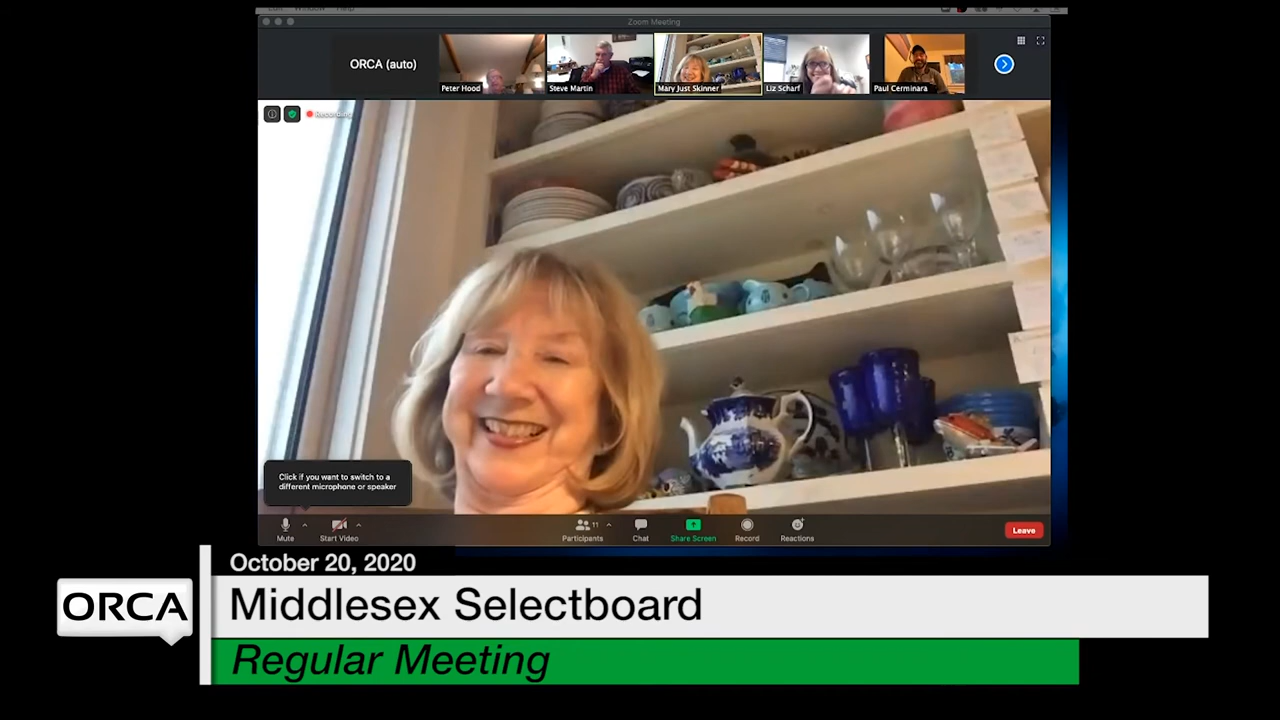 Zoom Meeting
ORCA (auto)
Peter Hood
Steve Martin
Mary Just Skinner
Liz Scharf
Paul Cerminara
Recording
Click if you want to switch to a
different microphone or speaker
Mute
Start Video
11
Participants
Chat
Share Screen
Record
Reactions
Leave
October 20, 2020
ORCA
Middlesex Selectboard
Regular Meeting